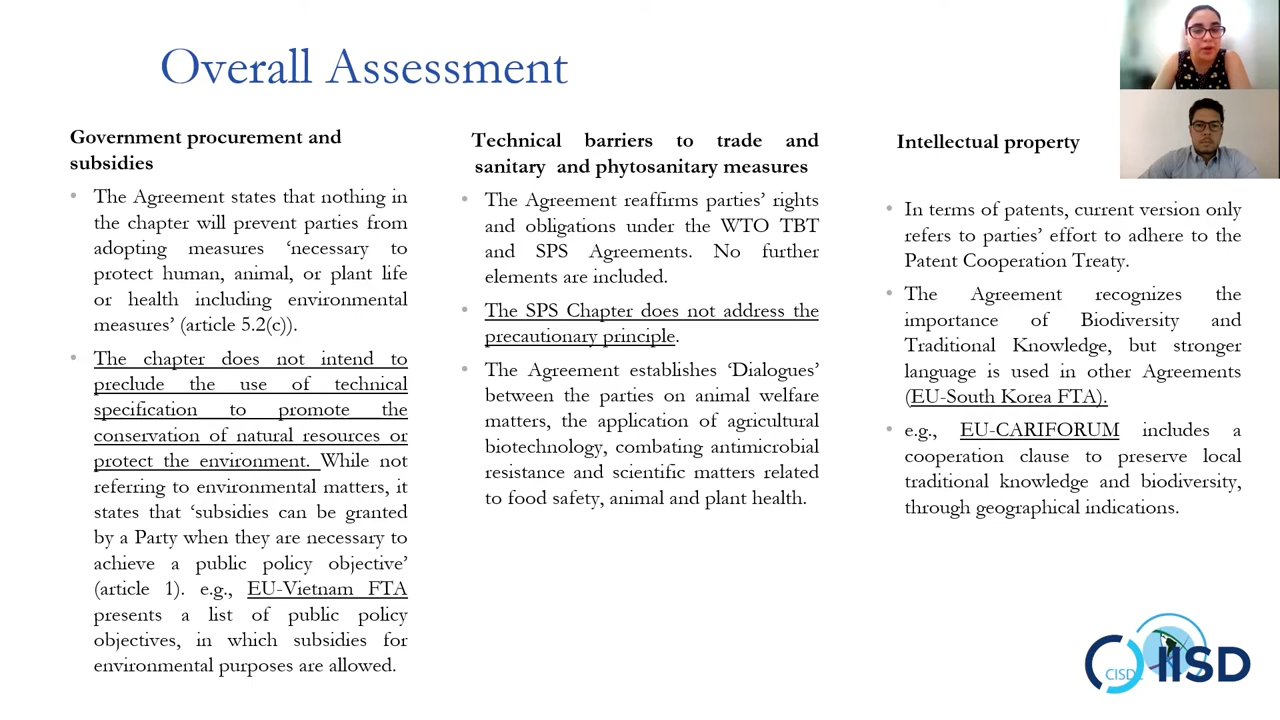 Overall Assessment
Government procurement and
subsidies
• The Agreement states that nothing in
the chapter will prevent parties from
adopting measures ‘necessary to
protect human, animal, or plant life
or health including environmental
measures’ (article 5.2(c)).
• The chapter does not intend to
preclude the use of technical
specification to promote the
conservation of natural resources or
protect the environment. While not
referring to environmental matters, it
states that ‘subsidies can be granted
by a Party when they are necessary to
achieve a public policy objective’
(article 1). e.g., EU-Vietnam FTA
presents a list of public policy
objectives, in which subsidies for
environmental purposes are allowed.
Technical barriers to trade and
sanitary and phytosanitary measures
• The Agreement reaffirms parties’ rights
and obligations under the WTO TBT
and SPS Agreements. No further
elements are included.
• The SPS Chapter does not address the
precautionary principle.
• The Agreement establishes ‘Dialogues’
between the parties on animal welfare
matters, the application of agricultural
biotechnology, combating antimicrobial
resistance and scientific matters related
to food safety, animal and plant health.
Intellectual property
• In terms of patents, current version only
refers to parties’ effort to adhere to the
Patent Cooperation Treaty.
• The Agreement recognizes the
importance of Biodiversity and
Traditional Knowledge, but stronger
language is used in other Agreements
(EU-South Korea FTA).
• e.g., EU-CARIFORUM includes a
cooperation clause to preserve local
traditional knowledge and biodiversity,
through geographical indications.
IISD